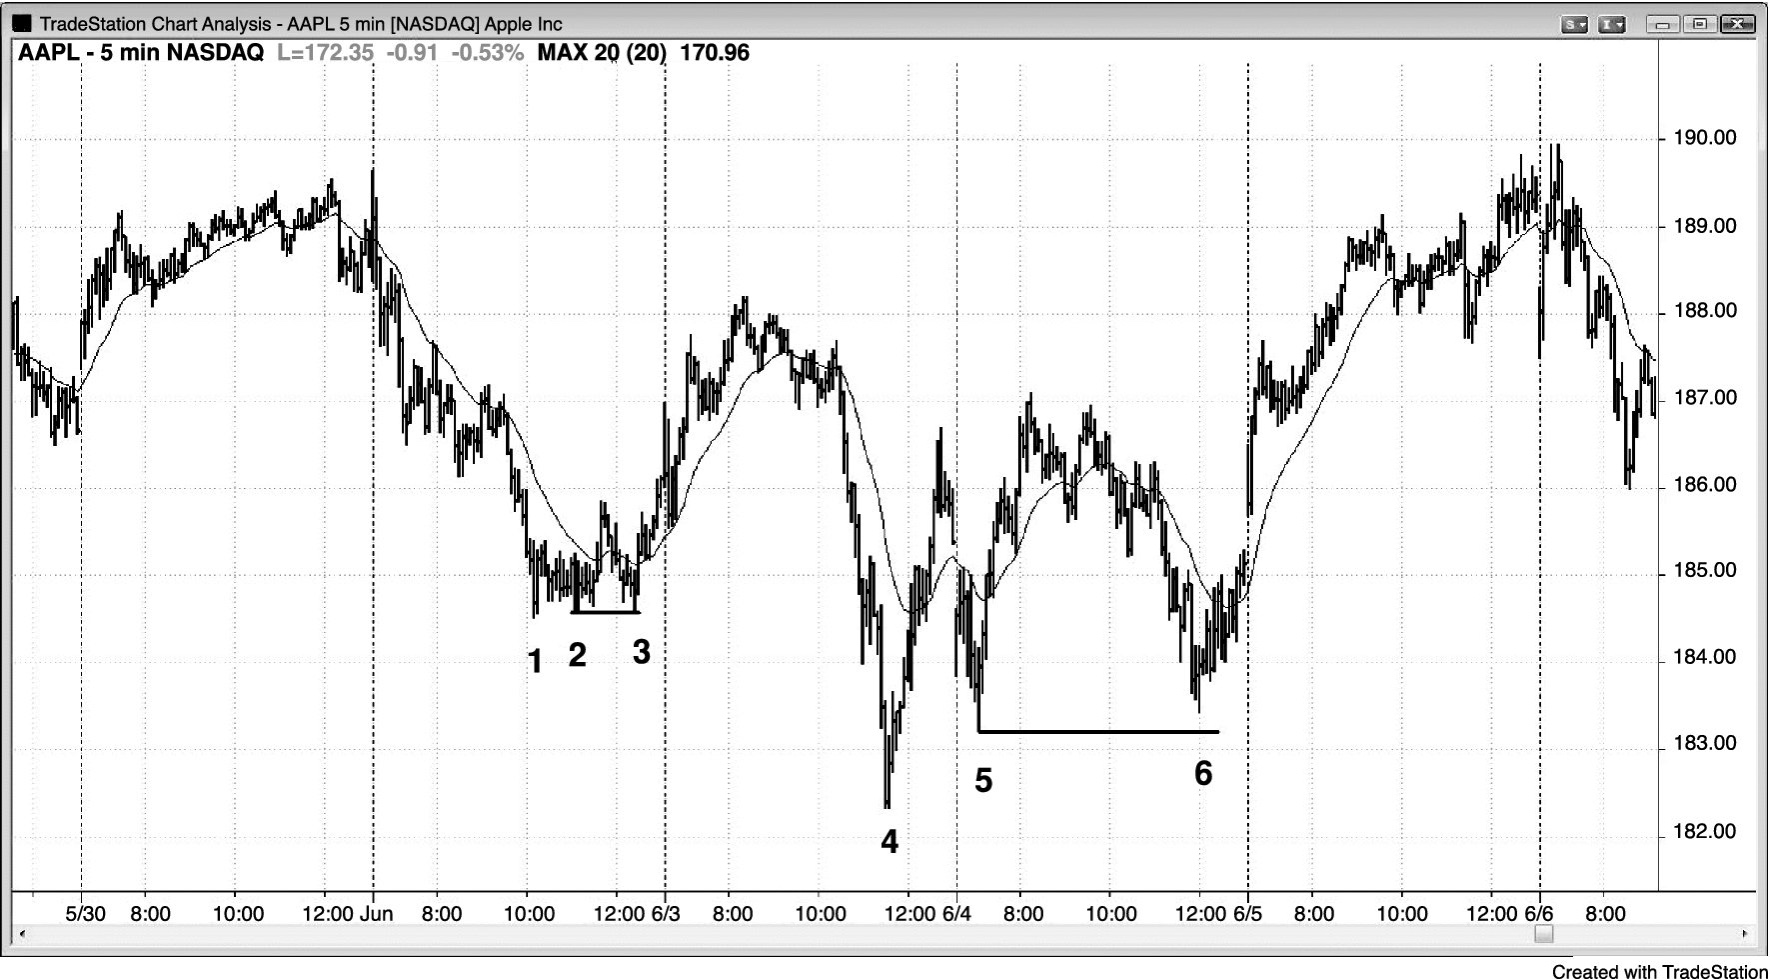 TradeStation Chart Analysis - AAPL 5 min [NASDAQ] Apple Inc
S
I
AAPL - 5 min NASDAQ L=172.35 -0.91 -0.53% MAX 20 (20) 170.96
190.00
189.00
188.00
187.00
186.00
185.00
184.00
183.00
182.00
1 2 3
4
5
6
5/30 8:00 10:00 12:00 Jun 8:00 10:00 12:00 6/3 8:00 10:00 12:00 6/4 8:00 10:00 12:00 6/5 8:00 10:00 12:00 6/6 8:00
Created with TradeStation